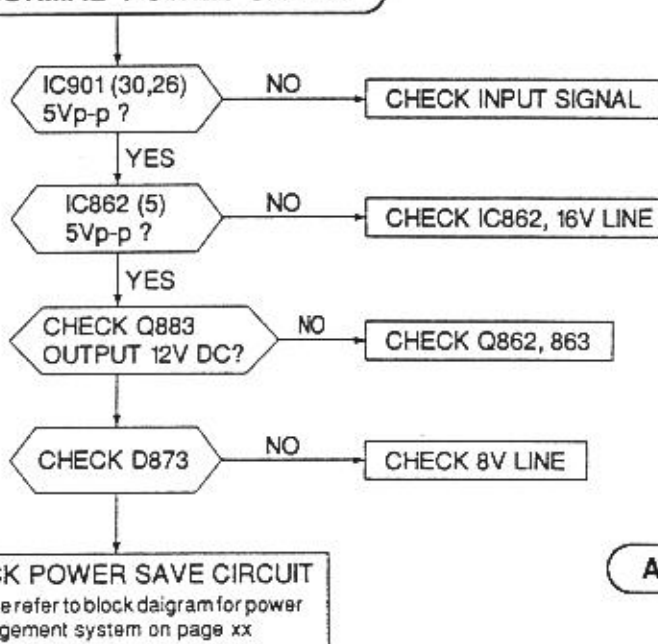 IC901 (30,26)
5Vp-p ?
NO
CHECK INPUT SIGNAL
YES
IC862 (5)
5Vp-p ?
NO
CHECK IC862, 16V LINE
YES
CHECK Q883
OUTPUT 12V DC?
NO
CHECK Q862, 863
CHECK D873
NO
CHECK 8V LINE
CK POWER SAVE CIRCUIT
e refer to block daigram for power
gement system on page xx
A